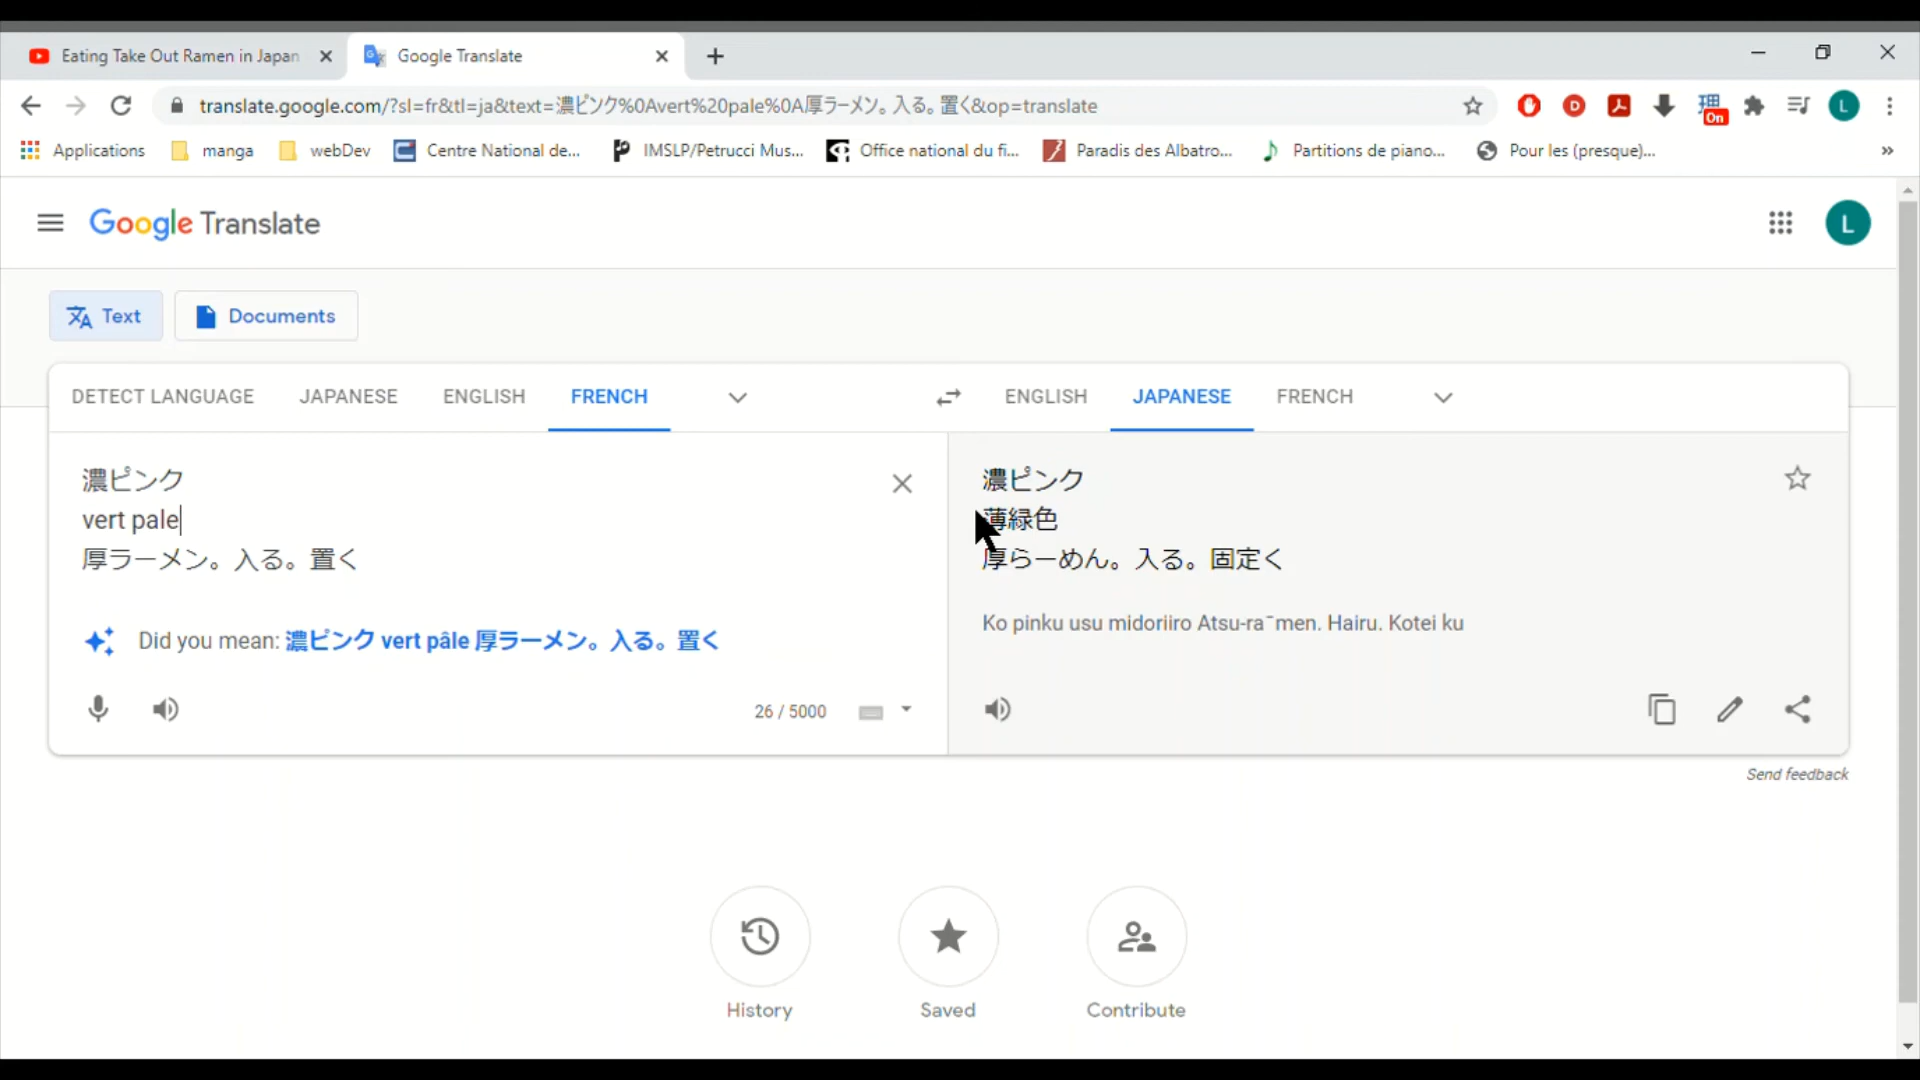 Eating Take Out Ramen in Japan
Google Translate
translate.google.com/?sl=fr&tl=ja&text=濃ピンク%0Avert%20pale%0A厚ラーメン。入る。置く&op=translate
On
L
Applications
manga
webDev
Centre National de...
IMSLP/Petrucci Mus...
Office national du fi...
Paradis des Albatro...
Partitions de piano...
Pour les (presque)...
»
Google Translate
L
Text
Documents
DETECT LANGUAGE
JAPANESE
ENGLISH
FRENCH
ENGLISH
JAPANESE
FRENCH
濃ピンク
vert pale
厚ラーメン。入る。置く
Did you mean: 濃ピンク vert pâle 厚ラーメン。入る。置く
26 / 5000
濃ピンク
薄緑色
厚らーめん。入る。固定く
Ko pinku usu midoriiro Atsu-ra¯men. Hairu. Kotei ku
Send feedback
History
Saved
Contribute